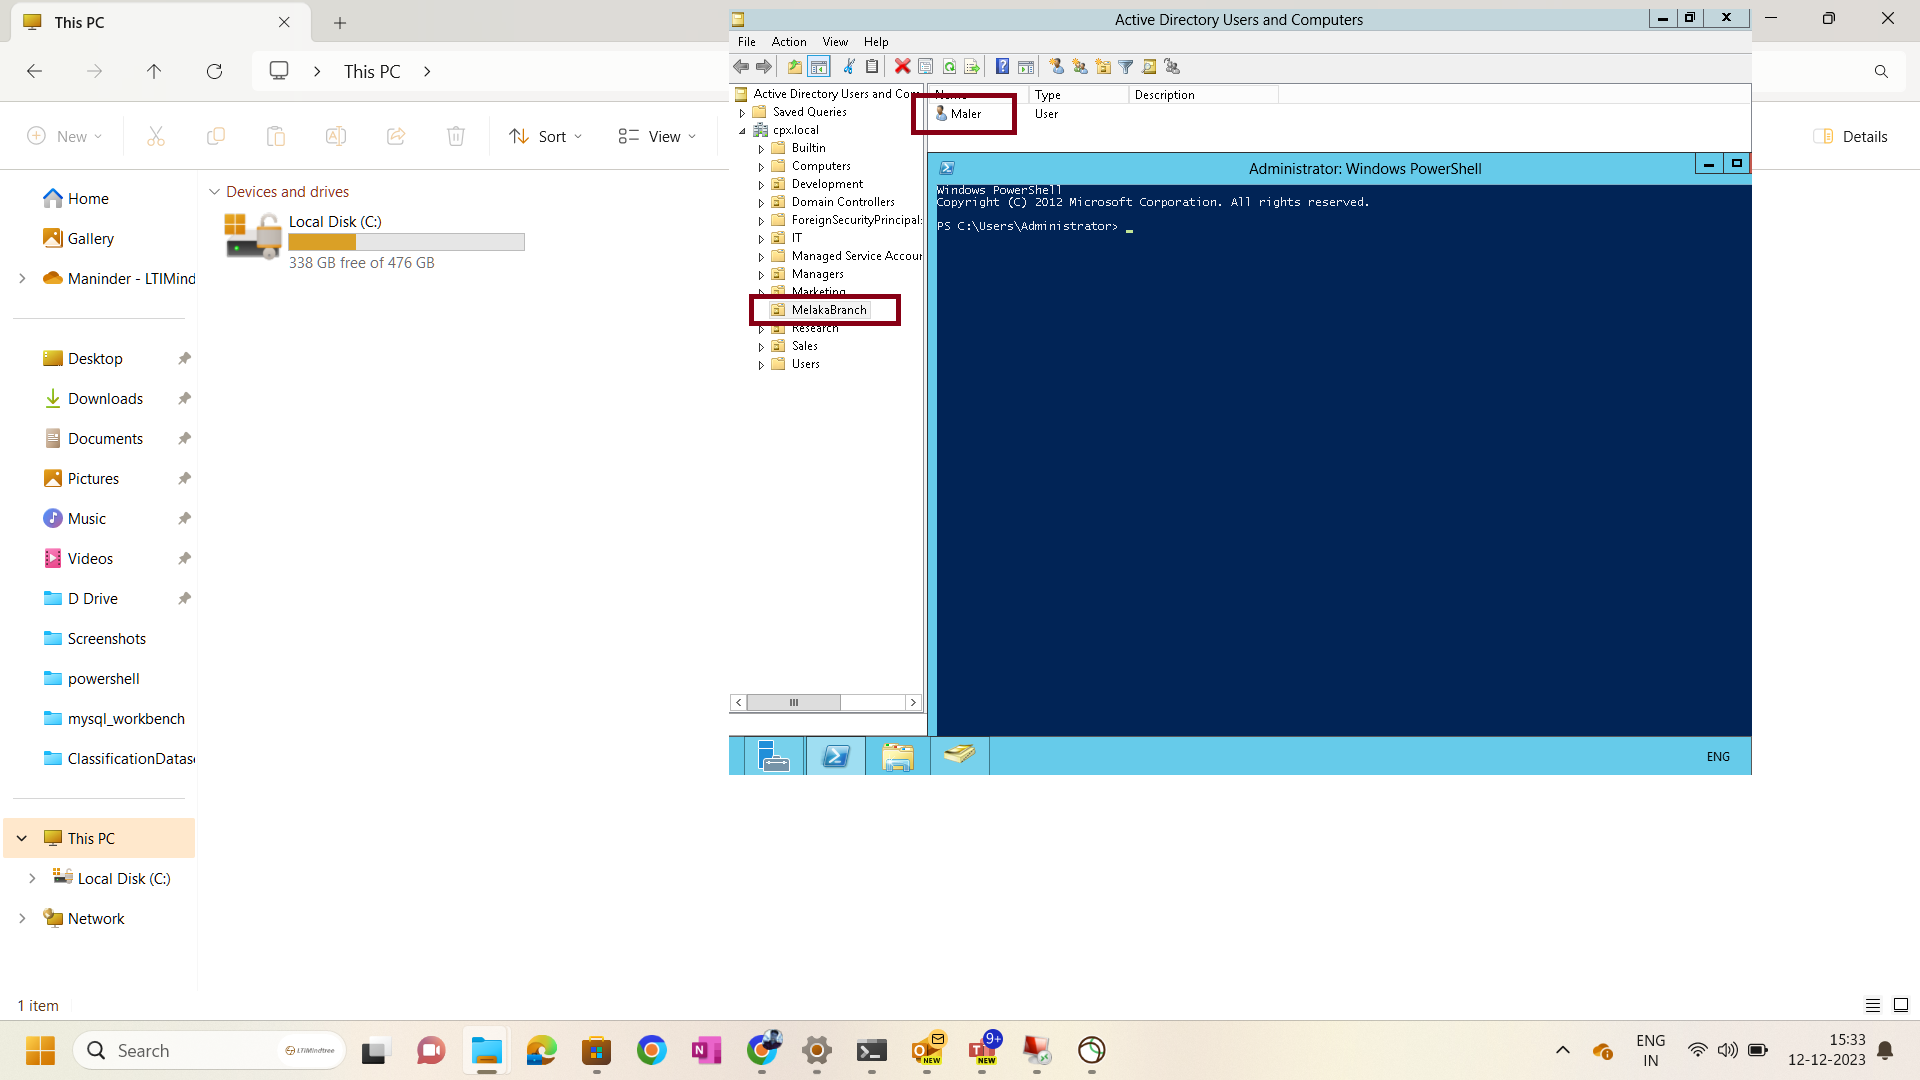 This PC
This PC
New
Sort
View
Details
Home
Gallery
Maninder - LTIMind
Desktop
Downloads
Documents
Pictures
Music
Videos
D Drive
Screenshots
powershell
mysql_workbench
ClassificationDatas
This PC
Local Disk (C:)
Network
1 item
Devices and drives
Local Disk (C:)
338 GB free of 476 GB
Active Directory Users and Computers
File Action View Help
Active Directory Users and Com
Saved Queries
cpx.local
Builtin
Computers
Development
Domain Controllers
ForeignSecurityPrincipals
IT
Managed Service Accour
Managers
Marketing
MelakaBranch
Research
Sales
Users
Name Type Description
Maler User
Administrator: Windows PowerShell
Windows PowerShell
Copyright (C) 2012 Microsoft Corporation. All rights reserved.
PS C:\Users\Administrator> _
ENG
Search
LTIMindtree
NEW
9+
NEW
ENG
IN
15:33
12-12-2023